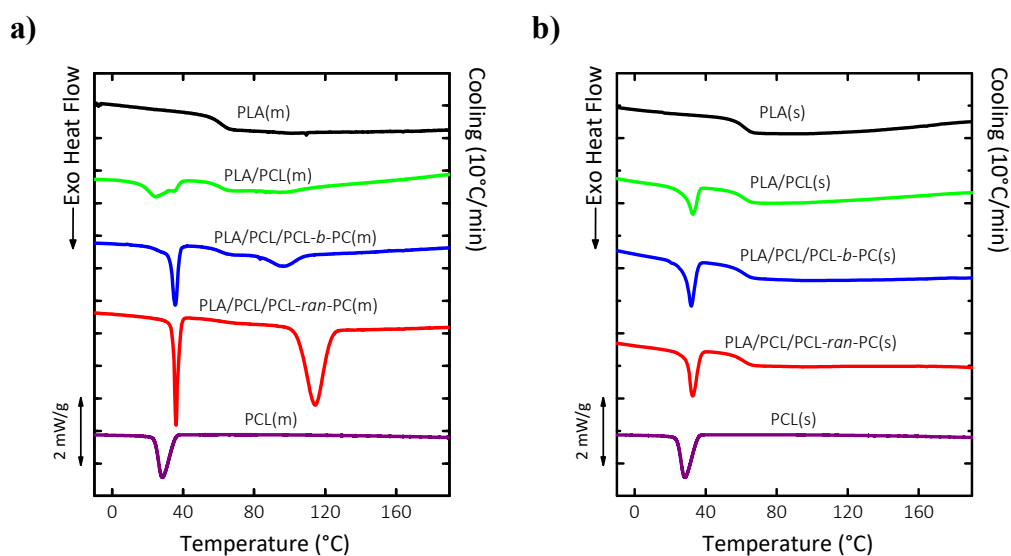 a)
Exo Heat Flow
2 mW/g
PLA(m)
PLA/PCL(m)
PLA/PCL/PCL-b-PC(m)
PLA/PCL/PCL-ran-PC(m)
PCL(m)
Cooling (10°C/min)
0 40 80 120 160
Temperature (°C)
b)
Exo Heat Flow
2 mW/g
PLA(s)
PLA/PCL(s)
PLA/PCL/PCL-b-PC(s)
PLA/PCL/PCL-ran-PC(s)
PCL(s)
Cooling (10°C/min)
0 40 80 120 160
Temperature (°C)